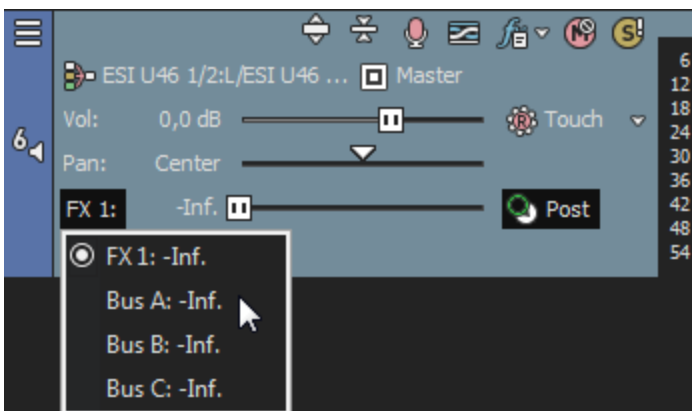 ESI U46 1/2:L/ESI U46 ... Master
Vol: 0,0 dB Touch
6
Pan: Center
FX 1: -Inf. Post
FX 1: -Inf.
Bus A: -Inf.
Bus B: -Inf.
Bus C: -Inf.
6
12
18
24
30
36
42
48
54